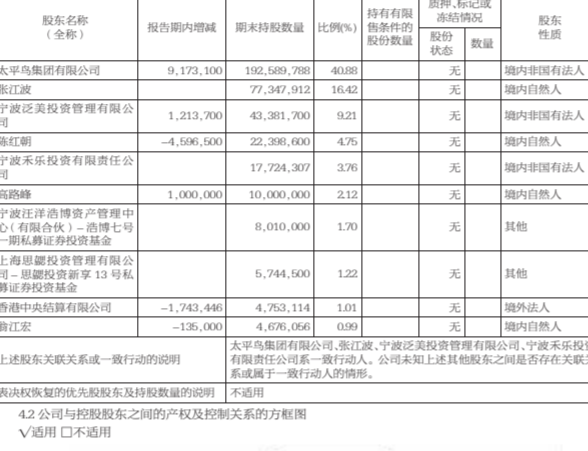 股东名称
（全称）
报告期内增减
期末持股数量
比例(%)
持有有限
售条件的
股份数量
质押、标记或
冻结情况
股份
状态
数量
股东
性质
太平鸟集团有限公司 9,173,100 192,589,788 40.88 无 境内非国有法人
张江波 77,347,912 16.42 无 境内自然人
宁波泛美投资管理有限公
司 1,213,700 43,381,700 9.21 无 境内非国有法人
陈红朝 -4,596,500 22,398,600 4.75 无 境内自然人
宁波禾乐投资有限责任公
司 17,724,307 3.76 无 境内非国有法人
高路峰 1,000,000 10,000,000 2.12 无 境内自然人
宁波汪洋浩博资产管理中
心（有限合伙）-浩博七号
一期私募证券投资基金 8,010,000 1.70 无 其他
上海思勰投资管理有限公
司-思勰投资新享 13 号私
募证券投资基金 5,744,500 1.22 无 其他
香港中央结算有限公司 -1,743,446 4,753,114 1.01 无 境外法人
翁江宏 -135,000 4,676,056 0.99 无 境内自然人
上述股东关联关系或一致行动的说明
太平鸟集团有限公司、张江波、宁波泛美投资管理有限公司、宁波禾乐投资
有限责任公司系一致行动人。公司未知上述其他股东之间是否存在关联关
系或属于一致行动人的情形。
表决权恢复的优先股股东及持股数量的说明 不适用
4.2 公司与控股股东之间的产权及控制关系的方框图
√适用 □不适用